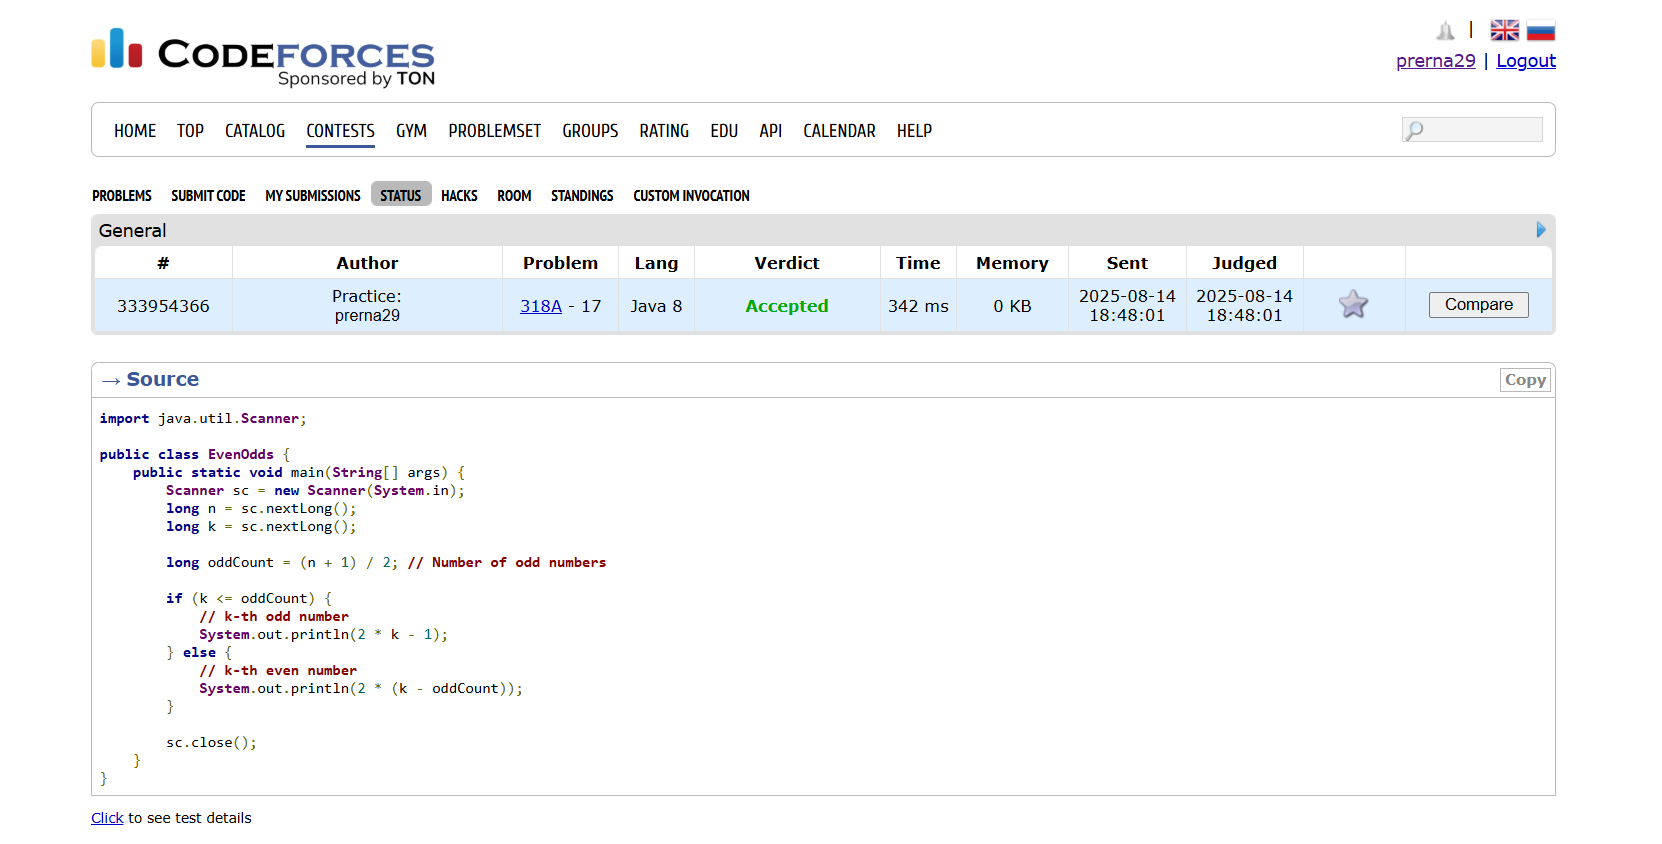 CODEFORCES
Sponsored by TON
|
prerna29 | Logout
HOME TOP CATALOG CONTESTS GYM PROBLEMSET GROUPS RATING EDU API CALENDAR HELP
PROBLEMS SUBMIT CODE MY SUBMISSIONS STATUS HACKS ROOM STANDINGS CUSTOM INVOCATION
General
# Author Problem Lang Verdict Time Memory Sent Judged
333954366 Practice: prerna29 318A - 17 Java 8 Accepted 342 ms 0 KB 2025-08-14 18:48:01 2025-08-14 18:48:01 Compare
→ Source Copy
import java.util.Scanner;

public class EvenOdds {
    public static void main(String[] args) {
        Scanner sc = new Scanner(System.in);
        long n = sc.nextLong();
        long k = sc.nextLong();

        long oddCount = (n + 1) / 2; // Number of odd numbers

        if (k <= oddCount) {
            // k-th odd number
            System.out.println(2 * k - 1);
        } else {
            // k-th even number
            System.out.println(2 * (k - oddCount));
        }

        sc.close();
    }
}
Click to see test details